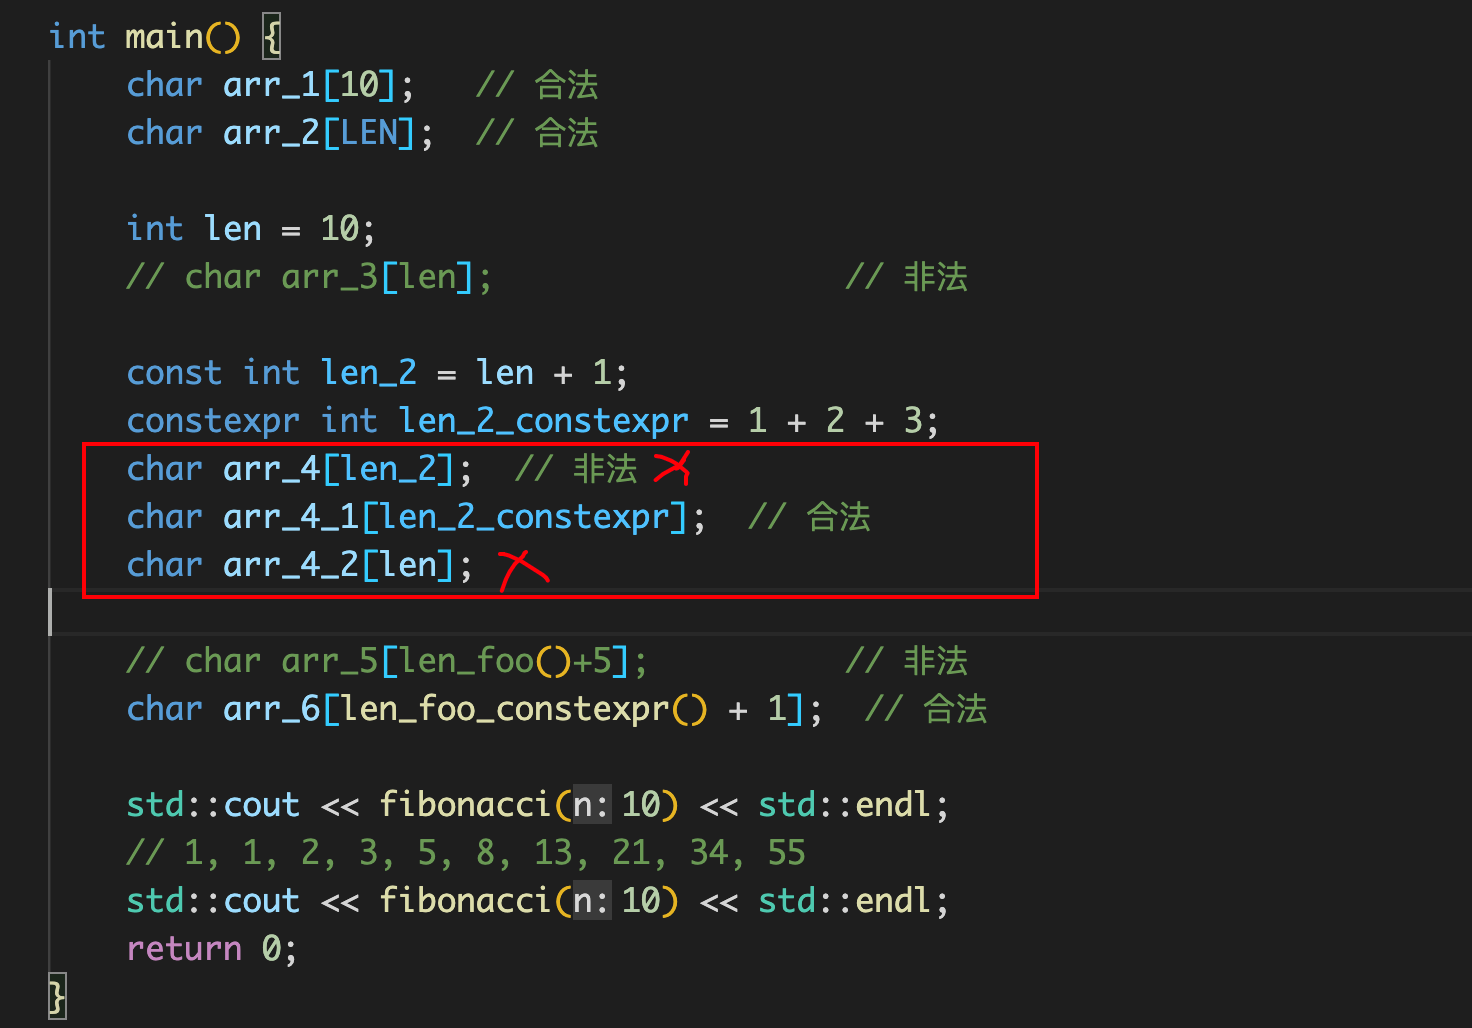 int main() {
char arr_1[10];   // 合法
char arr_2[LEN];  // 合法
int len = 10;
// char arr_3[len];                  // 非法
const int len_2 = len + 1;
constexpr int len_2_constexpr = 1 + 2 + 3;
char arr_4[len_2];  // 非法
char arr_4_1[len_2_constexpr];  // 合法
char arr_4_2[len];
// char arr_5[len_foo()+5];          // 非法
char arr_6[len_foo_constexpr() + 1];  // 合法
std::cout << fibonacci(n: 10) << std::endl;
// 1, 1, 2, 3, 5, 8, 13, 21, 34, 55
std::cout << fibonacci(n: 10) << std::endl;
return 0;
}